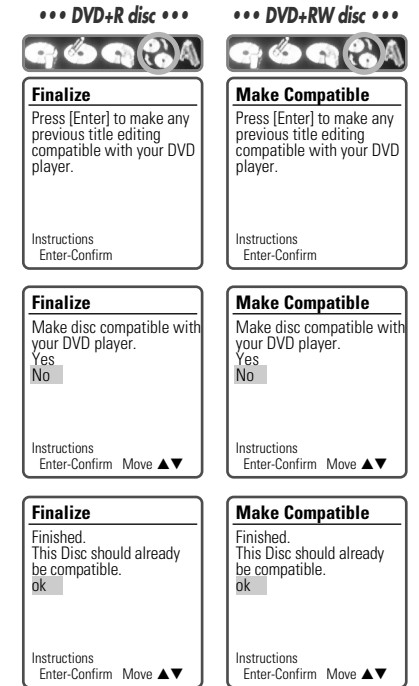 ••• DVD+R disc •••
Finalize
Press [Enter] to make any
previous title editing
compatible with your DVD
player.
Instructions
Enter-Confirm
Finalize
Make disc compatible with
your DVD player.
Yes
No
Instructions
Enter-Confirm Move ▲▼
Finalize
Finished.
This Disc should already
be compatible.
ok
Instructions
Enter-Confirm Move ▲▼
••• DVD+RW disc •••
Make Compatible
Press [Enter] to make any
previous title editing
compatible with your DVD
player.
Instructions
Enter-Confirm
Make Compatible
Make disc compatible with
your DVD player.
Yes
No
Instructions
Enter-Confirm Move ▲▼
Make Compatible
Finished.
This Disc should already
be compatible.
ok
Instructions
Enter-Confirm Move ▲▼